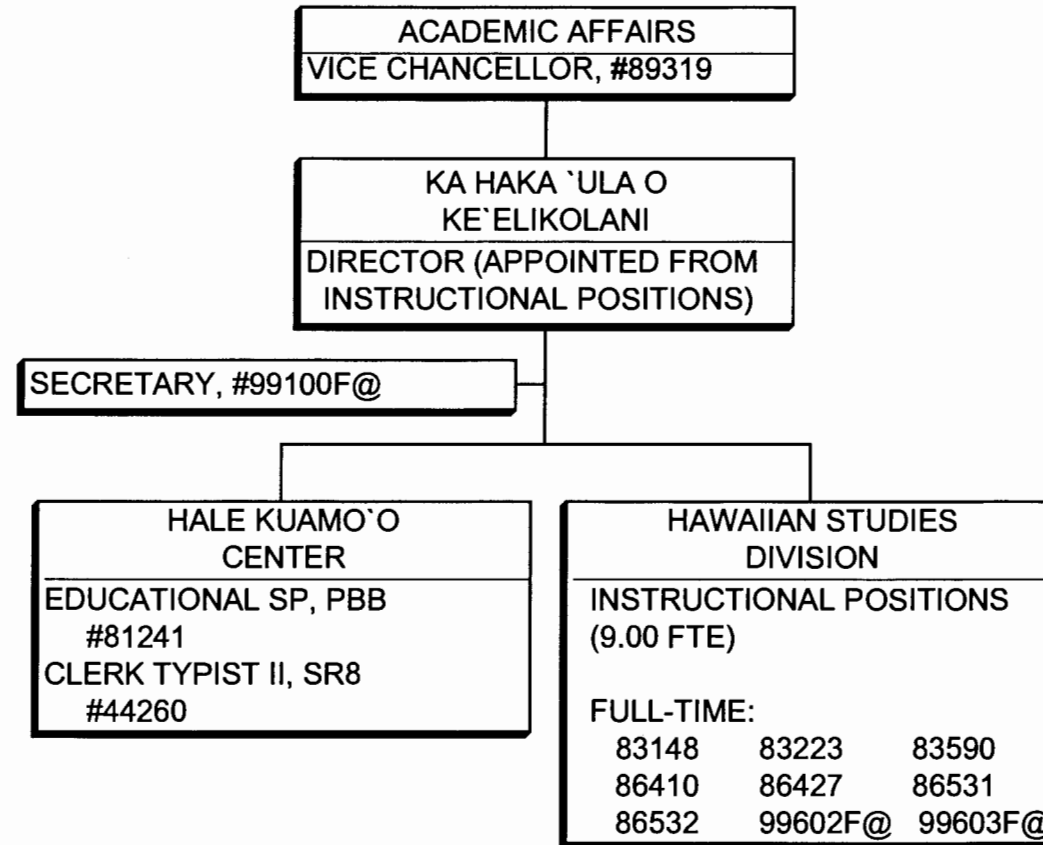 ACADEMIC AFFAIRS
VICE CHANCELLOR, #89319
KA HAKA `ULA O
KE`ELIKOLANI
DIRECTOR (APPOINTED FROM
INSTRUCTIONAL POSITIONS)
SECRETARY, #99100F@
HALE KUAMO`O
CENTER
EDUCATIONAL SP, PBB
#81241
CLERK TYPIST II, SR8
#44260
HAWAIIAN STUDIES
DIVISION
INSTRUCTIONAL POSITIONS
(9.00 FTE)
FULL-TIME:
83148 83223 83590
86410 86427 86531
86532 99602F@ 99603F@